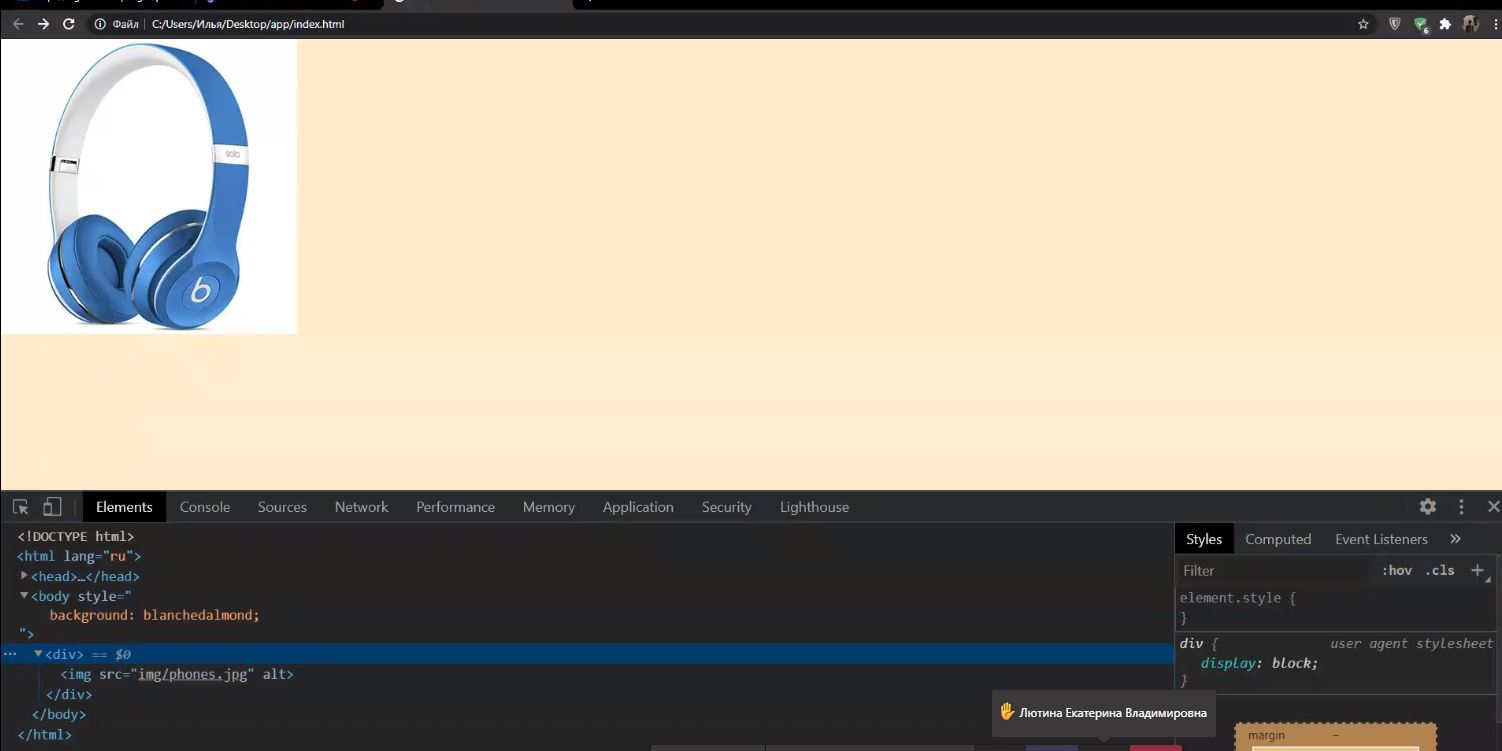 Файл
C:/Users/Илья/Desktop/app/index.html
6
solo
b
Elements Console Sources Network Performance Memory Application Security Lighthouse
<!DOCTYPE html>
<html lang="ru">
<head>…</head>
<body style="
background: blanchedalmond;
">
<div> == $0
<img src="img/phones.jpg" alt>
</div>
</body>
</html>
Styles Computed Event Listeners »
Filter :hov .cls +
element.style {
}
div { user agent stylesheet
display: block;
}
margin –
Лютина Екатерина Владимировна